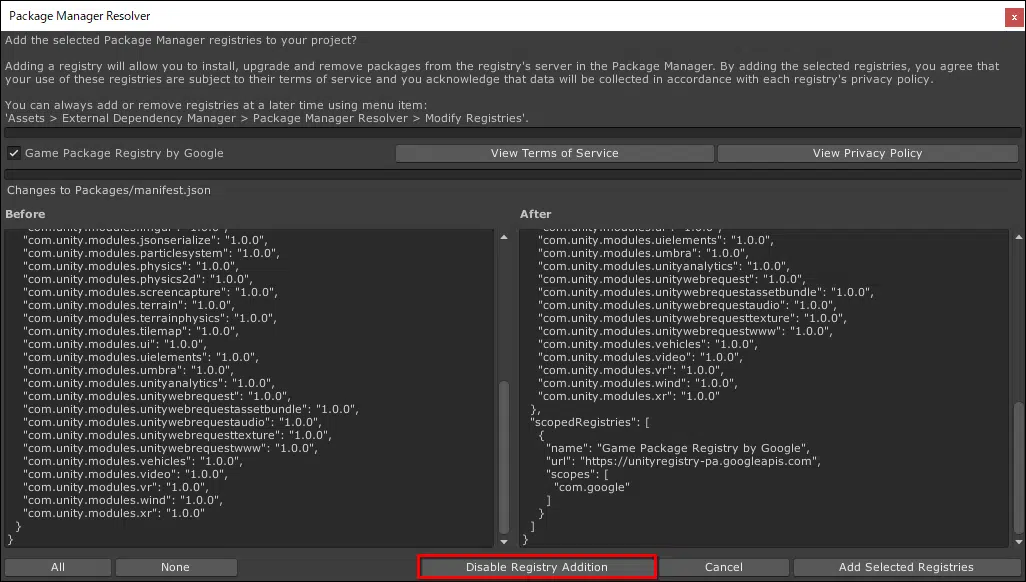 Package Manager Resolver
x
Add the selected Package Manager registries to your project?
Adding a registry will allow you to install, upgrade and remove packages from the registry's server in the Package Manager. By adding the selected registries, you agree that
your use of these registries are subject to their terms of service and you acknowledge that data will be collected in accordance with each registry's privacy policy.
You can always add or remove registries at a later time using menu item:
'Assets > External Dependency Manager > Package Manager Resolver > Modify Registries'.
Game Package Registry by Google
View Terms of Service
View Privacy Policy
Changes to Packages/manifest.json
Before
"com.unity.modules.jsonserialize": "1.0.0",
"com.unity.modules.particlesystem": "1.0.0",
"com.unity.modules.physics": "1.0.0",
"com.unity.modules.physics2d": "1.0.0",
"com.unity.modules.screencapture": "1.0.0",
"com.unity.modules.terrain": "1.0.0",
"com.unity.modules.terrainphysics": "1.0.0",
"com.unity.modules.tilemap": "1.0.0",
"com.unity.modules.ui": "1.0.0",
"com.unity.modules.uielements": "1.0.0",
"com.unity.modules.umbra": "1.0.0",
"com.unity.modules.unityanalytics": "1.0.0",
"com.unity.modules.unitywebrequest": "1.0.0",
"com.unity.modules.unitywebrequestassetbundle": "1.0.0",
"com.unity.modules.unitywebrequestaudio": "1.0.0",
"com.unity.modules.unitywebrequesttexture": "1.0.0",
"com.unity.modules.unitywebrequestwww": "1.0.0",
"com.unity.modules.vehicles": "1.0.0",
"com.unity.modules.video": "1.0.0",
"com.unity.modules.vr": "1.0.0",
"com.unity.modules.wind": "1.0.0",
"com.unity.modules.xr": "1.0.0"
}
}
After
"com.unity.modules.uielements": "1.0.0",
"com.unity.modules.umbra": "1.0.0",
"com.unity.modules.unityanalytics": "1.0.0",
"com.unity.modules.unitywebrequest": "1.0.0",
"com.unity.modules.unitywebrequestassetbundle": "1.0.0",
"com.unity.modules.unitywebrequestaudio": "1.0.0",
"com.unity.modules.unitywebrequesttexture": "1.0.0",
"com.unity.modules.unitywebrequestwww": "1.0.0",
"com.unity.modules.vehicles": "1.0.0",
"com.unity.modules.video": "1.0.0",
"com.unity.modules.vr": "1.0.0",
"com.unity.modules.wind": "1.0.0",
"com.unity.modules.xr": "1.0.0"
},
"scopedRegistries": [
{
"name": "Game Package Registry by Google",
"url": "https://unityregistry-pa.googleapis.com",
"scopes": [
"com.google"
]
}
]
}
All
None
Disable Registry Addition
Cancel
Add Selected Registries